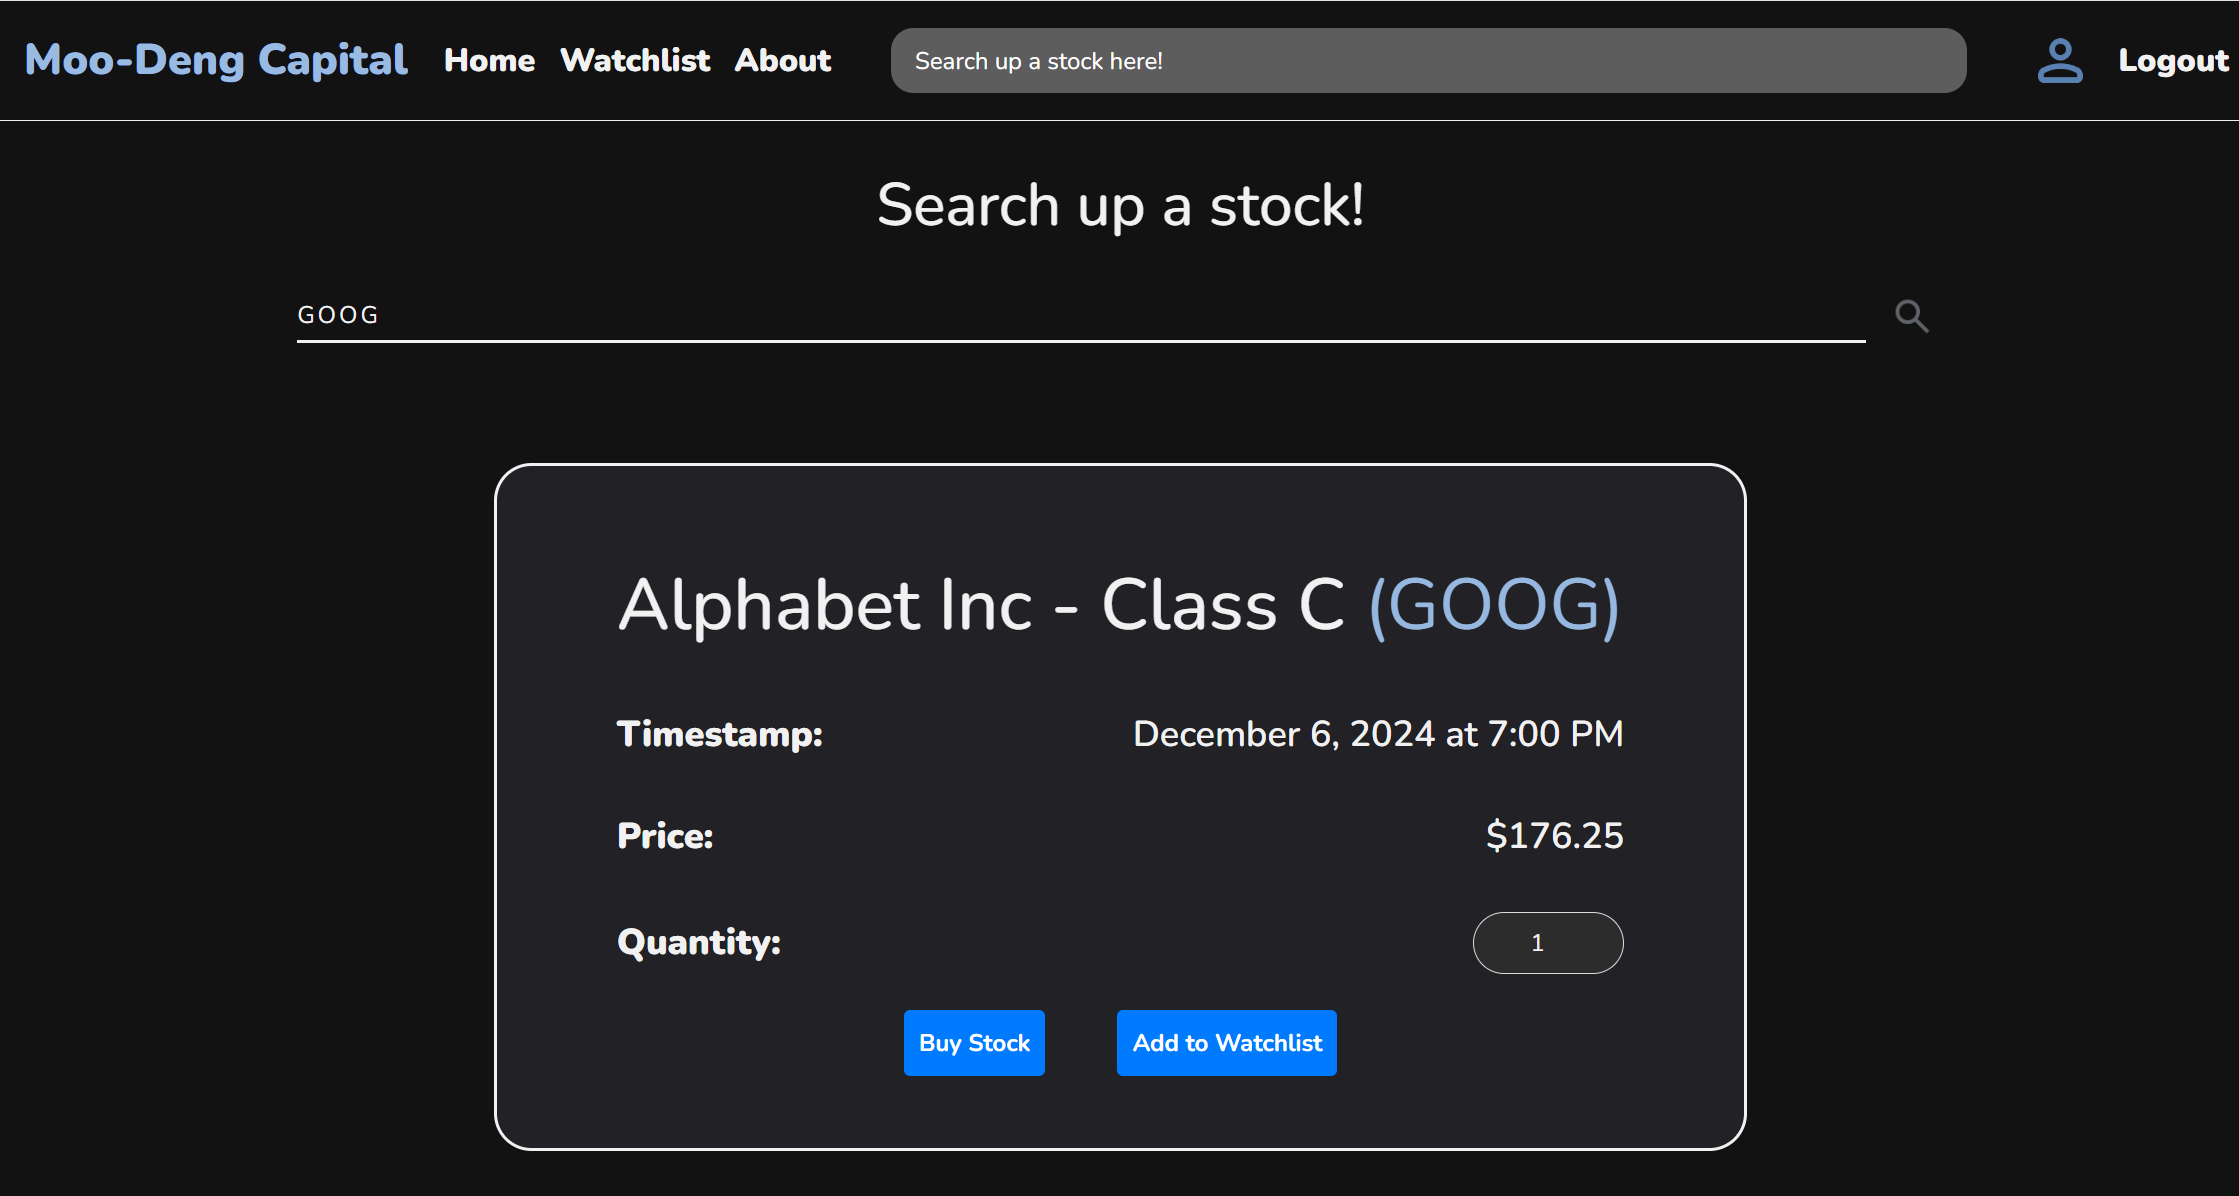 Moo-Deng Capital Home Watchlist About Search up a stock here! Logout
Search up a stock!
GOOG
Alphabet Inc - Class C (GOOG)
Timestamp: December 6, 2024 at 7:00 PM
Price: $176.25
Quantity: 1
Buy Stock Add to Watchlist